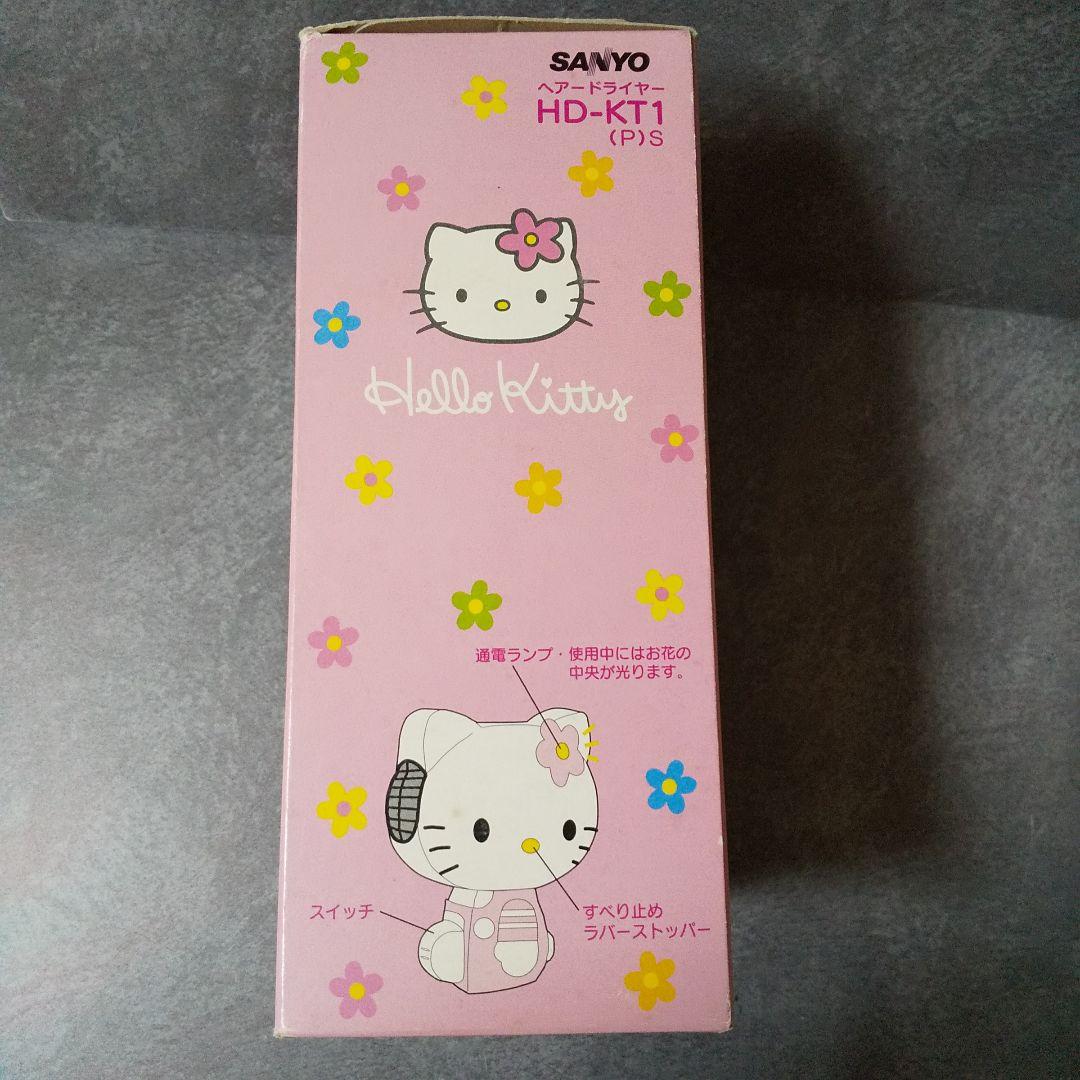 SANYO
ヘアードライヤー
HD-KT1
(P)S
Hello Kitty
通電ランプ・使用中にはお花の
中央が光ります。
スイッチ
すべり止め
ラバーストッパー